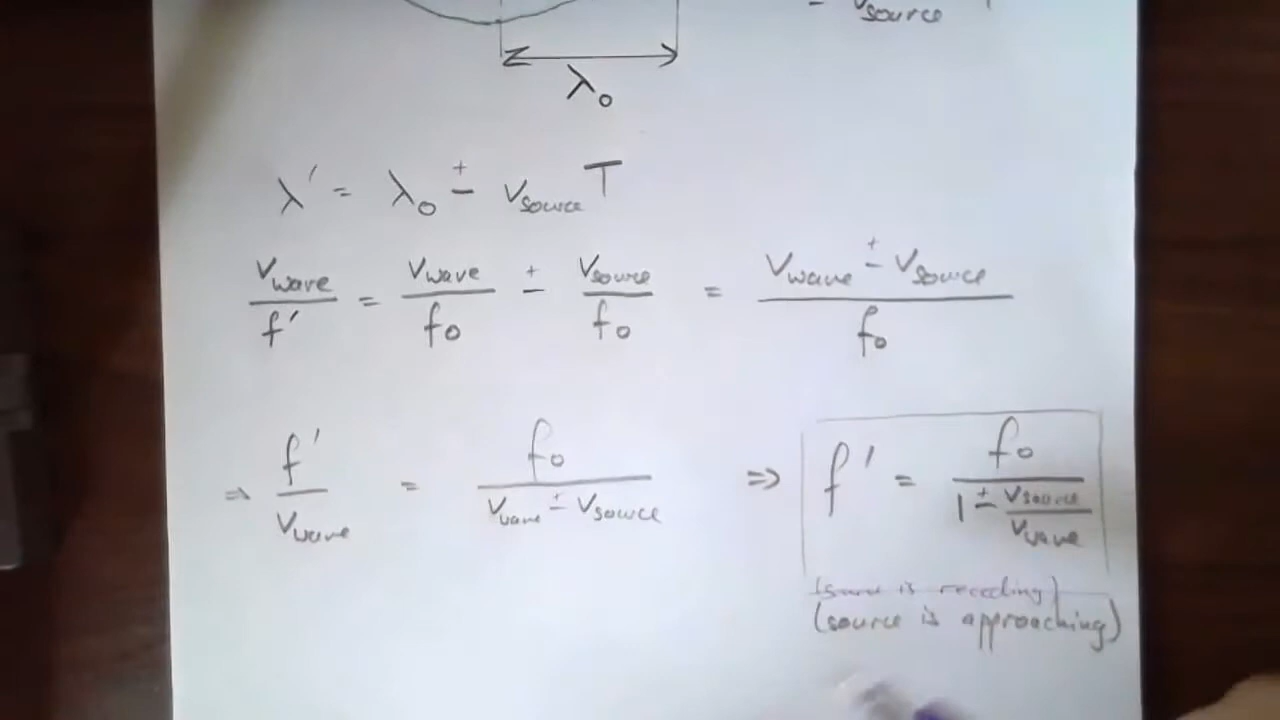 - v_source
λ₀
λ' = λ₀ ± v_source T
v_wave / f' = v_wave / f₀ ± v_source / f₀ = (v_wave ± v_source) / f₀
⇒ f' / v_wave = f₀ / (v_wave ± v_source) ⇒ f' = f₀ / (1 ± v_source / v_wave)
(source is receding)
(source is approaching)